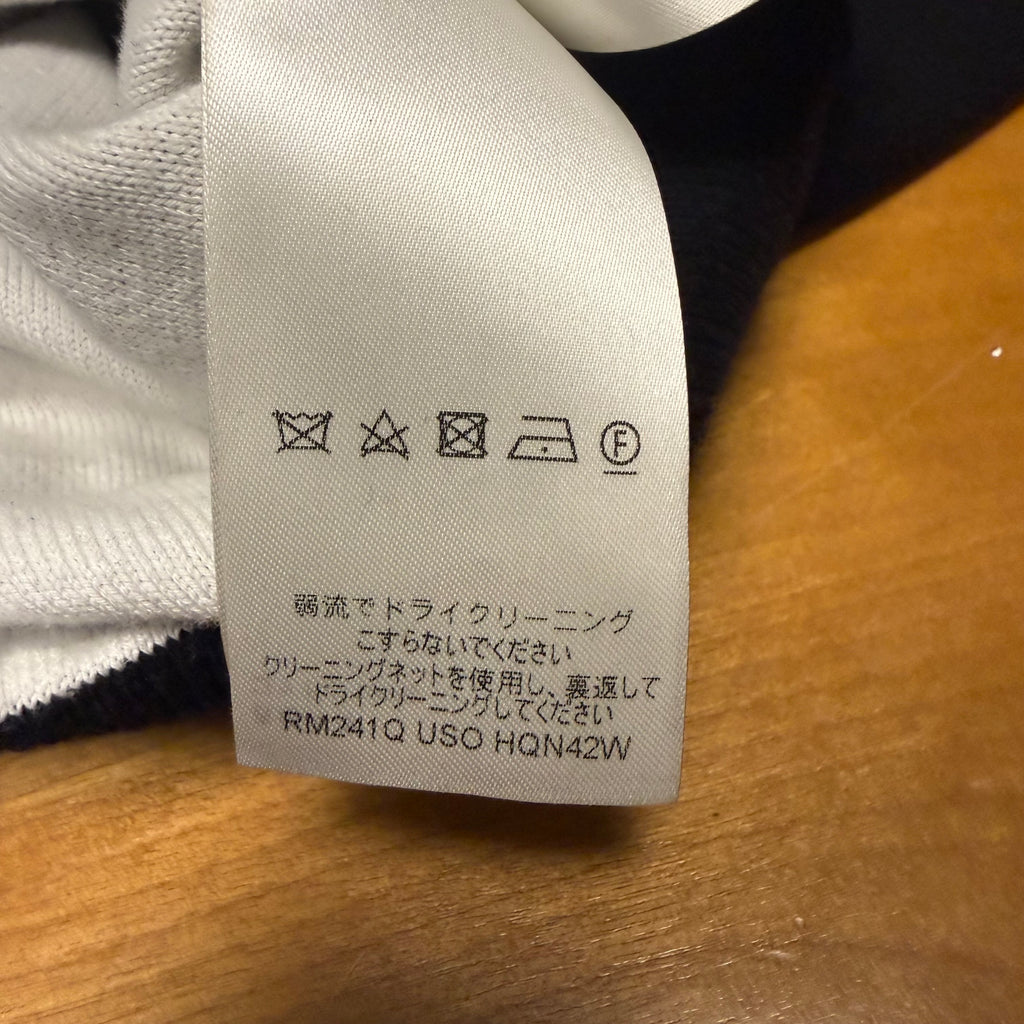 F
弱流でドライクリーニング
こすらないでください
クリーニングネットを使用し、裏返して
ドライクリーニングしてください
RM241Q USO HQN42W